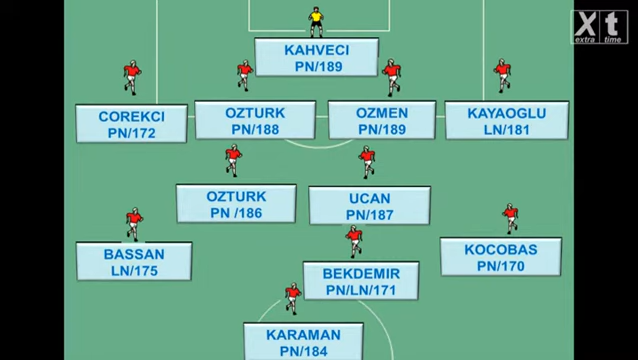 Xt
extra time
KAHVECI
PN/189
COREKCI
PN/172
OZTURK
PN/188
OZMEN
PN/189
KAYAOGLU
LN/181
OZTURK
PN /186
UCAN
PN/187
BASSAN
LN/175
BEKDEMIR
PN/LN/171
KOCOBAS
PN/170
KARAMAN
PN/184